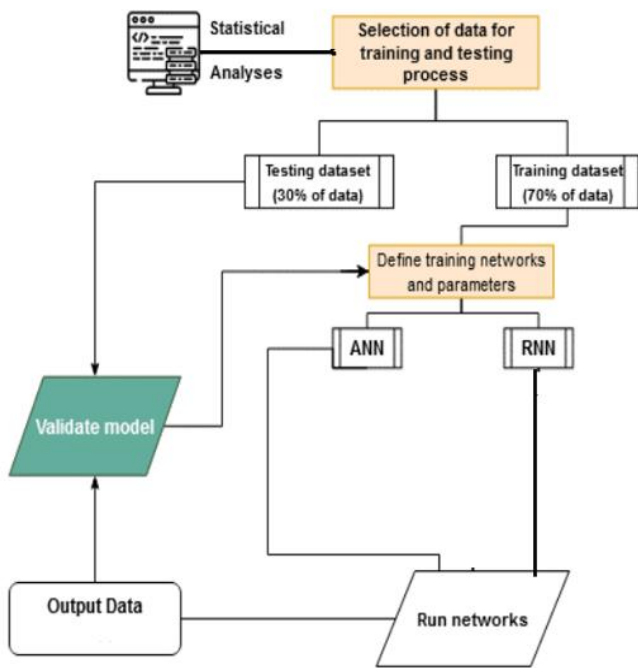 Statistical
Analyses
Selection of data for
training and testing
process
Testing dataset
(30% of data)
Training dataset
(70% of data)
Define training networks
and parameters
ANN
RNN
Validate model
Output Data
Run networks